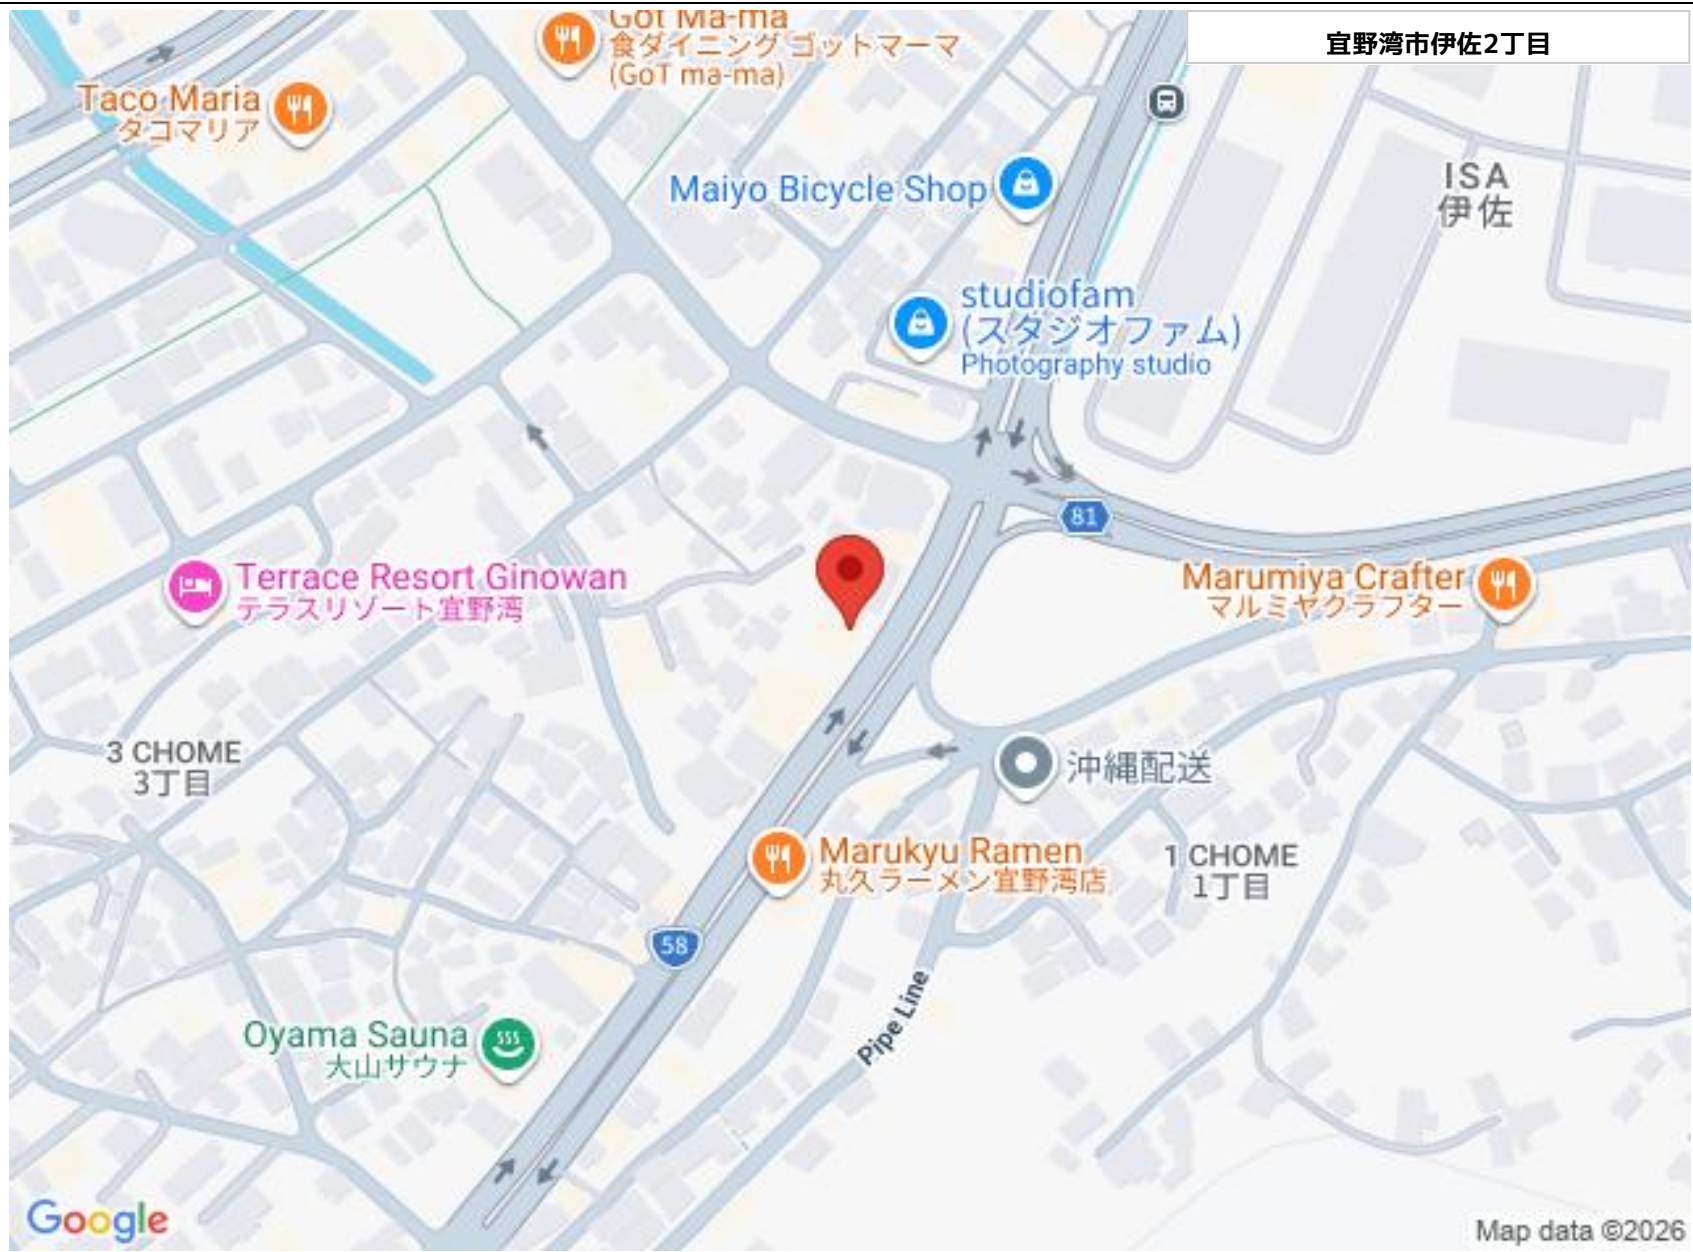 宜野湾市伊佐2丁目
Got Ma-ma
食ダイニング ゴットマーマ
(GoT ma-ma)
Taco Maria
タコマリア
Maiyo Bicycle Shop
ISA
伊佐
studiofam
(スタジオファム)
Photography studio
81
Terrace Resort Ginowan
テラスリゾート宜野湾
Marumiya Crafter
マルミヤクラフター
3 CHOME
3丁目
沖縄配送
Marukyu Ramen
丸久ラーメン宜野湾店
1 CHOME
1丁目
58
Pipe Line
Oyama Sauna
大山サウナ
Google
Map data ©2026